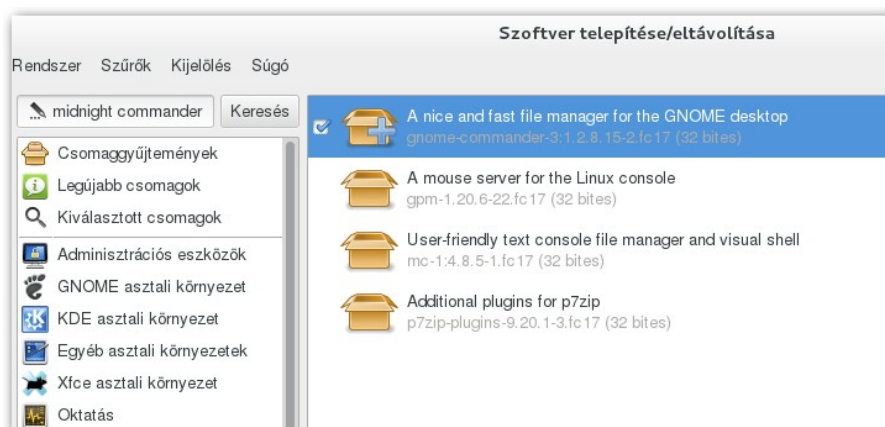 Szoftver telepítése/eltávolítása
Rendszer Szűrők Kijelölés Súgó
midnight commander Keresés
Csomaggyűjtemények
Legújabb csomagok
Kiválasztott csomagok
Adminisztrációs eszközök
GNOME asztali környezet
KDE asztali környezet
Egyéb asztali környezetek
Xfce asztali környezet
Oktatás
A nice and fast file manager for the GNOME desktop
gnome-commander-3:1.2.8.15-2.fc17 (32 bites)
A mouse server for the Linux console
gpm-1.20.6-22.fc17 (32 bites)
User-friendly text console file manager and visual shell
mc-1:4.8.5-1.fc17 (32 bites)
Additional plugins for p7zip
p7zip-plugins-9.20.1-3.fc17 (32 bites)